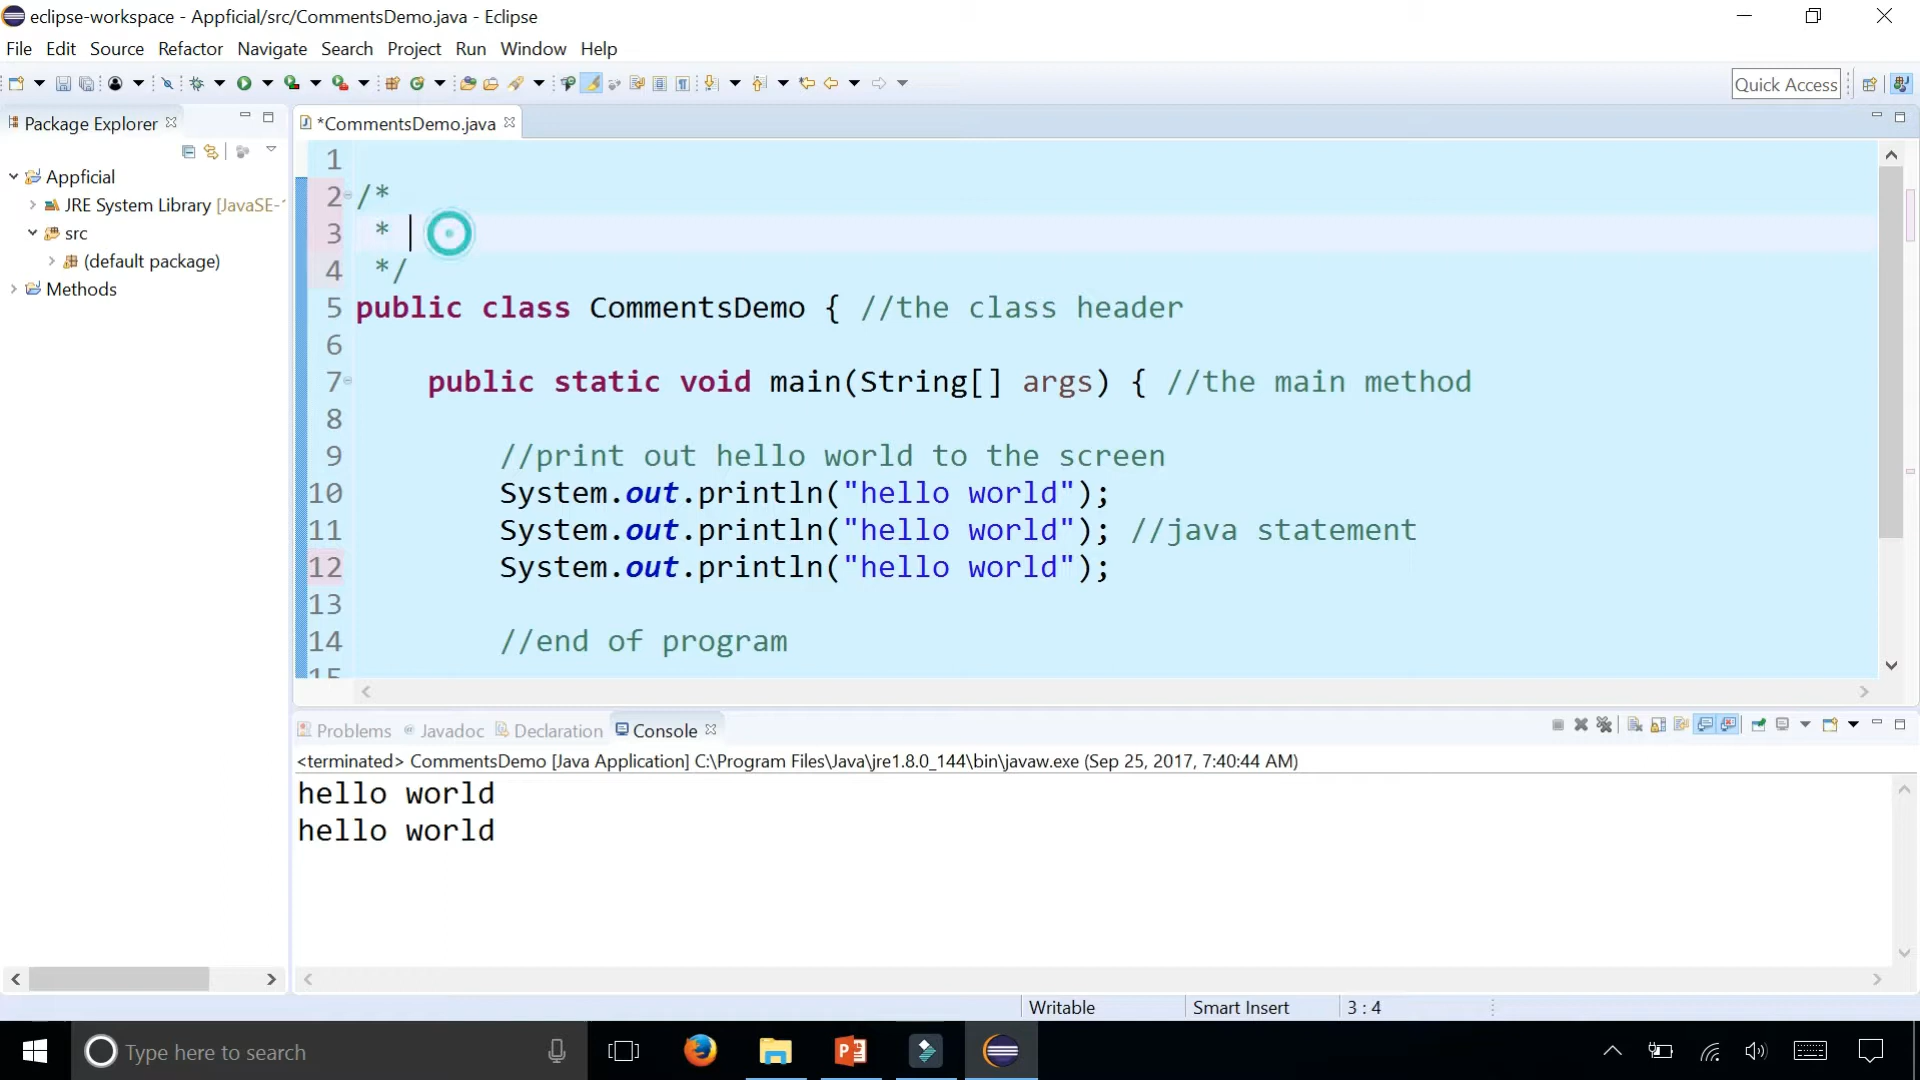 eclipse-workspace - Appficial/src/CommentsDemo.java - Eclipse
File Edit Source Refactor Navigate Search Project Run Window Help
Quick Access
Package Explorer
*CommentsDemo.java
Appficial
JRE System Library [JavaSE-
src
(default package)
Methods
1
2 /*
3 *
4 */
5 public class CommentsDemo { //the class header
6
7 public static void main(String[] args) { //the main method
8
9 //print out hello world to the screen
10 System.out.println("hello world");
11 System.out.println("hello world"); //java statement
12 System.out.println("hello world");
13
14 //end of program
15
Problems @ Javadoc Declaration Console
<terminated> CommentsDemo [Java Application] C:\Program Files\Java\jre1.8.0_144\bin\javaw.exe (Sep 25, 2017, 7:40:44 AM)
hello world
hello world
Writable Smart Insert 3 : 4
Type here to search